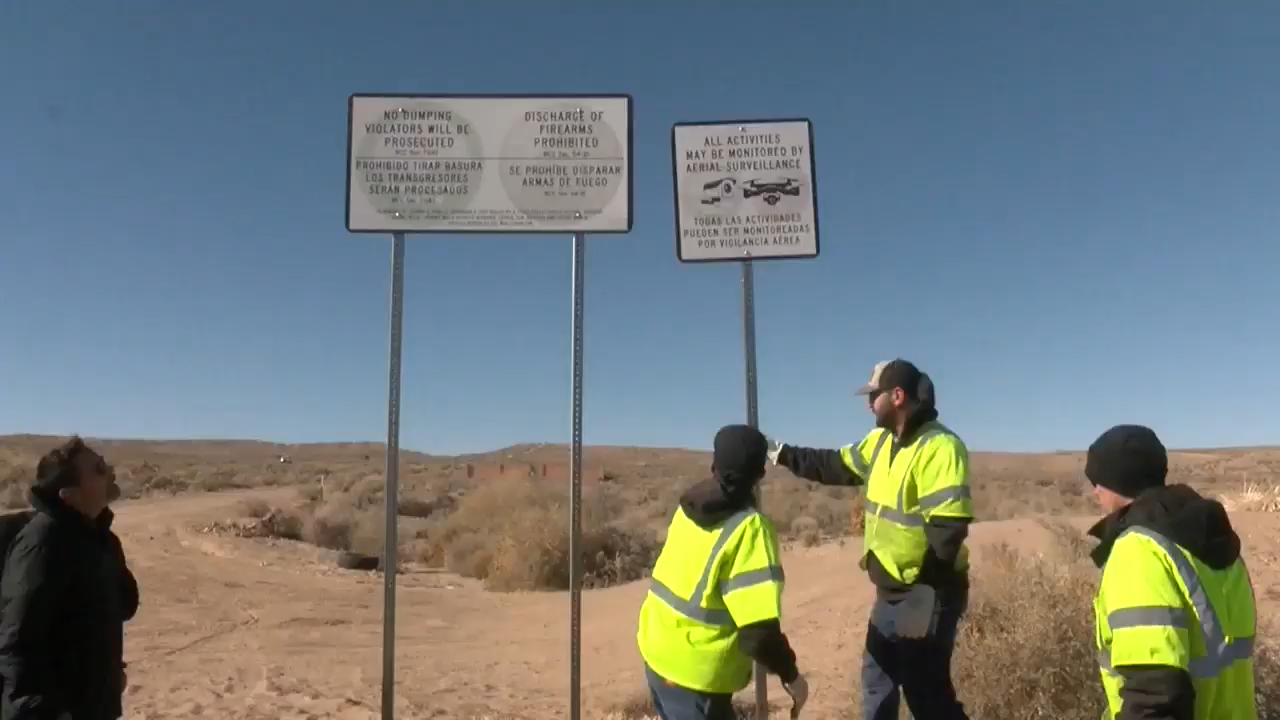 NO DUMPING
VIOLATORS WILL BE
PROSECUTED
PROHIBIDO TIRAR BASURA
LOS TRANSGRESORES
SERÁN PROCESADOS
DISCHARGE OF
FIREARMS
PROHIBITED
SE PROHÍBE DISPARAR
ARMAS DE FUEGO
ALL ACTIVITIES
MAY BE MONITORED BY
AERIAL SURVEILLANCE
TODAS LAS ACTIVIDADES
PUEDEN SER MONITOREADAS
POR VIGILANCIA AÉREA